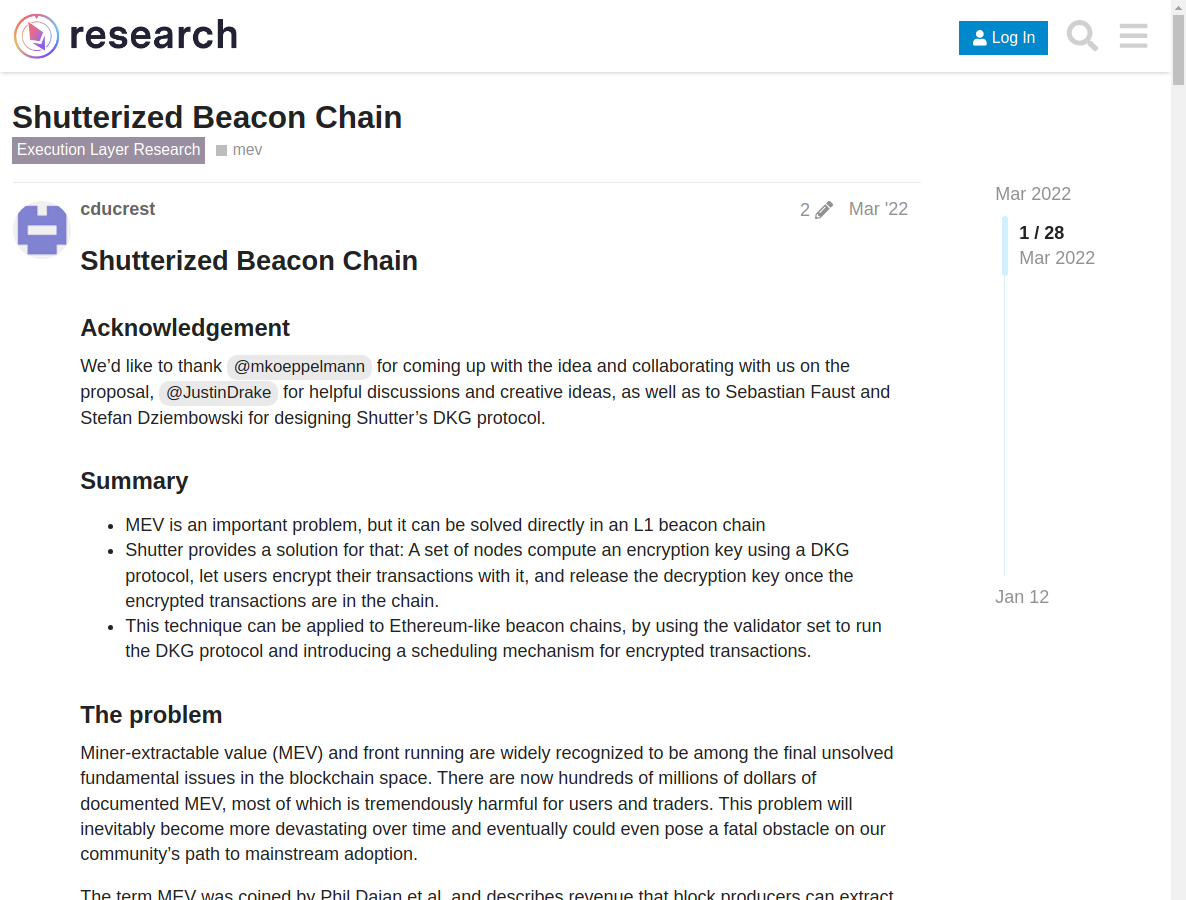 research
Log In
Shutterized Beacon Chain
Execution Layer Research mev
cducrest 2 Mar '22
Mar 2022
1 / 28
Mar 2022
Jan 12
Shutterized Beacon Chain
Acknowledgement
We’d like to thank @mkoeppelmann for coming up with the idea and collaborating with us on the
proposal, @JustinDrake for helpful discussions and creative ideas, as well as to Sebastian Faust and
Stefan Dziembowski for designing Shutter’s DKG protocol.
Summary
• MEV is an important problem, but it can be solved directly in an L1 beacon chain
• Shutter provides a solution for that: A set of nodes compute an encryption key using a DKG
protocol, let users encrypt their transactions with it, and release the decryption key once the
encrypted transactions are in the chain.
• This technique can be applied to Ethereum-like beacon chains, by using the validator set to run
the DKG protocol and introducing a scheduling mechanism for encrypted transactions.
The problem
Miner-extractable value (MEV) and front running are widely recognized to be among the final unsolved
fundamental issues in the blockchain space. There are now hundreds of millions of dollars of
documented MEV, most of which is tremendously harmful for users and traders. This problem will
inevitably become more devastating over time and eventually could even pose a fatal obstacle on our
community’s path to mainstream adoption.
The term MEV was coined by Phil Daian et al. and describes revenue that block producers can extract